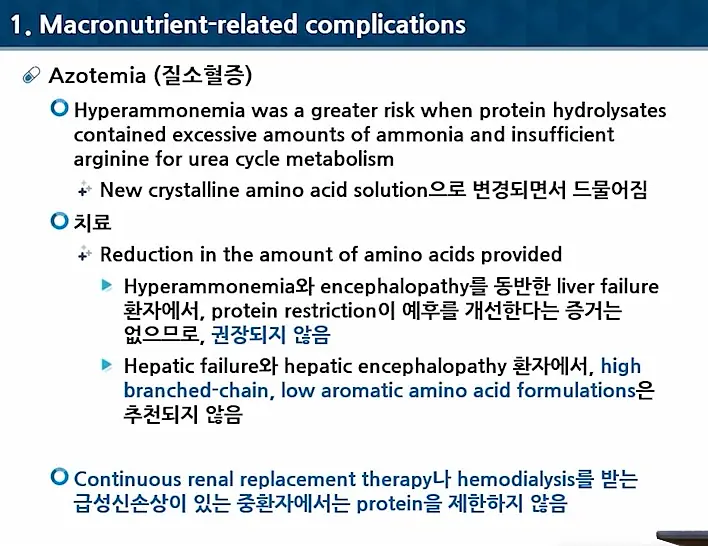 1. Macronutrient-related complications
Azotemia (질소혈증)
Hyperammonemia was a greater risk when protein hydrolysates
contained excessive amounts of ammonia and insufficient
arginine for urea cycle metabolism
New crystalline amino acid solution으로 변경되면서 드물어짐
치료
Reduction in the amount of amino acids provided
Hyperammonemia와 encephalopathy를 동반한 liver failure
환자에서, protein restriction이 예후를 개선한다는 증거는
없으므로, 권장되지 않음
Hepatic failure와 hepatic encephalopathy 환자에서, high
branched-chain, low aromatic amino acid formulations은
추천되지 않음
Continuous renal replacement therapy나 hemodialysis를 받는
급성신손상이 있는 중환자에서는 protein을 제한하지 않음